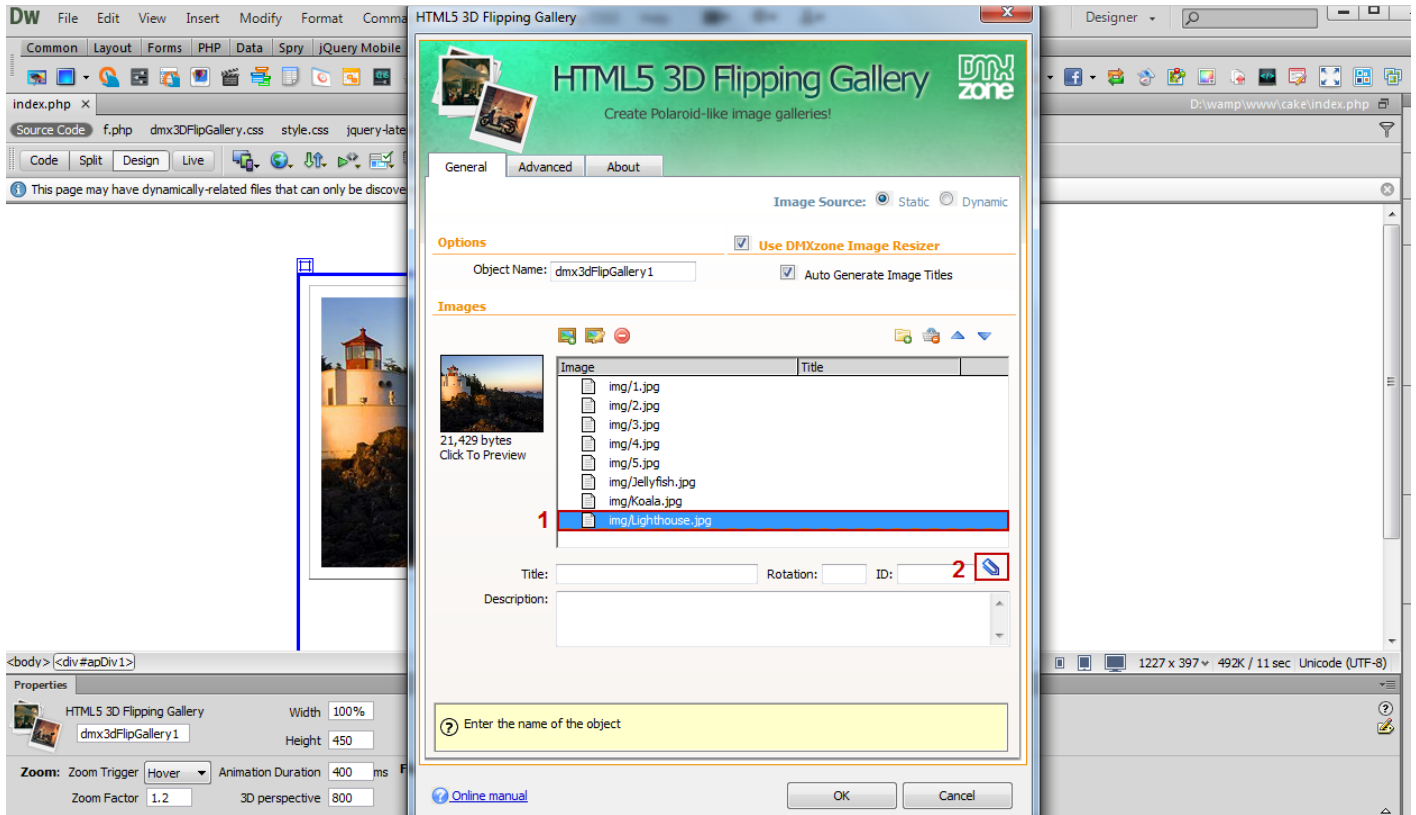 DW File Edit View Insert Modify Format Comma
HTML5 3D Flipping Gallery
Designer
Common Layout Forms PHP Data Spry jQuery Mobile
index.php ×
D:\wamp\www\cake\index.php
Source Code f.php dmx3DFlipGallery.css style.css jquery-late
Code Split Design Live
This page may have dynamically-related files that can only be discove
HTML5 3D Flipping Gallery
Create Polaroid-like image galleries!
DMX
zone
General Advanced About
Image Source: Static Dynamic
Options
Use DMXzone Image Resizer
Object Name: dmx3dFlipGallery1
Auto Generate Image Titles
Images
Image Title
img/1.jpg
img/2.jpg
img/3.jpg
img/4.jpg
img/5.jpg
img/Jellyfish.jpg
img/Koala.jpg
1 img/Lighthouse.jpg
21,429 bytes
Click To Preview
Title: Rotation: ID: 2
Description:
<body> <div#apDiv1>
1227 x 397 492K / 11 sec Unicode (UTF-8)
Properties
HTML5 3D Flipping Gallery Width 100%
dmx3dFlipGallery1 Height 450
Enter the name of the object
Zoom: Zoom Trigger Hover Animation Duration 400 ms F
Zoom Factor 1.2 3D perspective 800
Online manual
OK Cancel